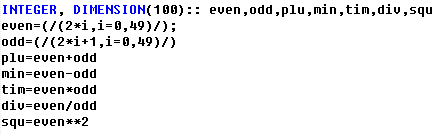 INTEGER, DIMENSION(100):: even,odd,plu,min,tim,div,squ
even=(/(2*i,i=0,49)/);
odd=(/(2*i+1,i=0,49)/)
plu=even+odd
min=even-odd
tim=even*odd
div=even/odd
squ=even**2